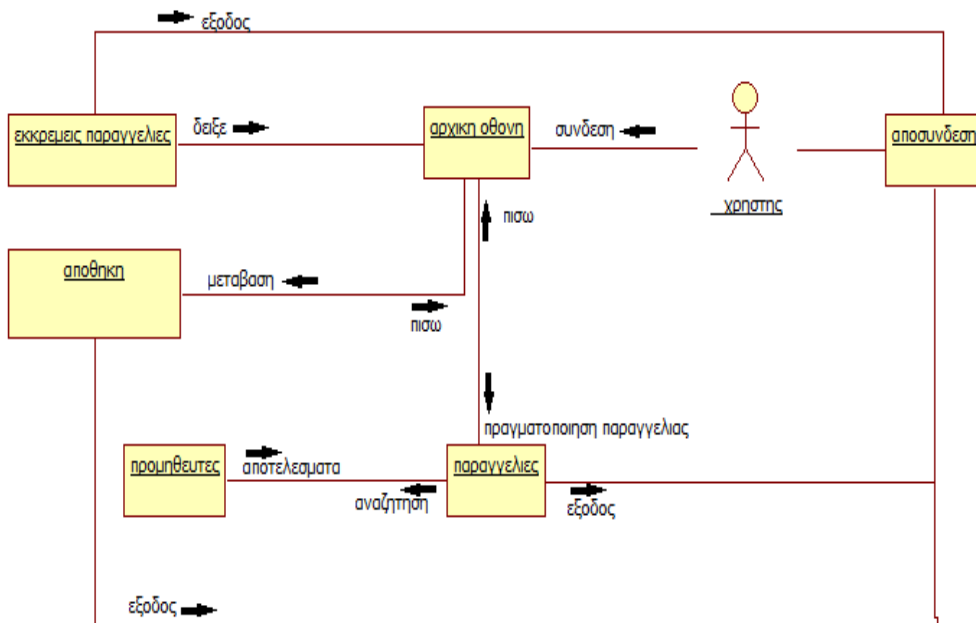 εξοδος
εκκρεμεις παραγγελιες
δειξε
αρχικη οθονη
συνδεση
αποσυνδεση
χρηστης
πισω
αποθηκη
μεταβαση
πισω
πραγματοποιηση παραγγελιας
προμηθευτες
αποτελεσματα
παραγγελιες
αναζητηση
εξοδος
εξοδος